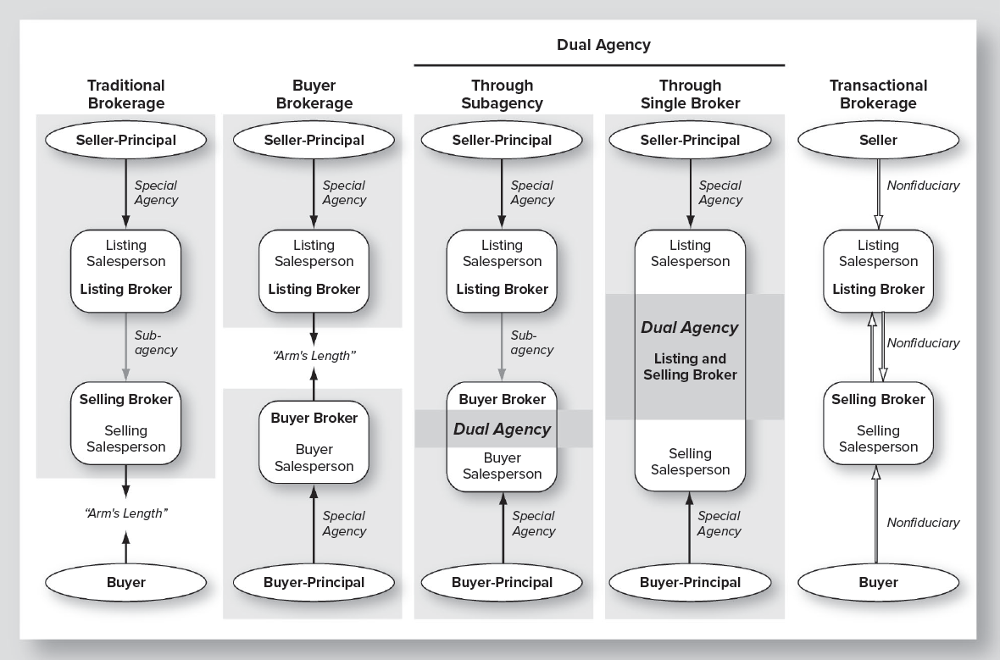 Dual Agency
Traditional
Brokerage
Seller-Principal
Special
Agency
Listing
Salesperson
Listing Broker
Sub-
agency
Selling Broker
Selling
Salesperson
“Arm's Length”
Buyer
Buyer
Brokerage
Seller-Principal
Special
Agency
Listing
Salesperson
Listing Broker
“Arm's Length”
Buyer Broker
Buyer
Salesperson
Special
Agency
Buyer-Principal
Through
Subagency
Seller-Principal
Special
Agency
Listing
Salesperson
Listing Broker
Sub-
agency
Buyer Broker
Dual Agency
Buyer
Salesperson
Special
Agency
Buyer-Principal
Through
Single Broker
Seller-Principal
Special
Agency
Listing
Salesperson
Dual Agency
Listing and
Selling Broker
Selling
Salesperson
Special
Agency
Buyer-Principal
Transactional
Brokerage
Seller
Nonfiduciary
Listing
Salesperson
Listing Broker
Nonfiduciary
Selling Broker
Selling
Salesperson
Nonfiduciary
Buyer